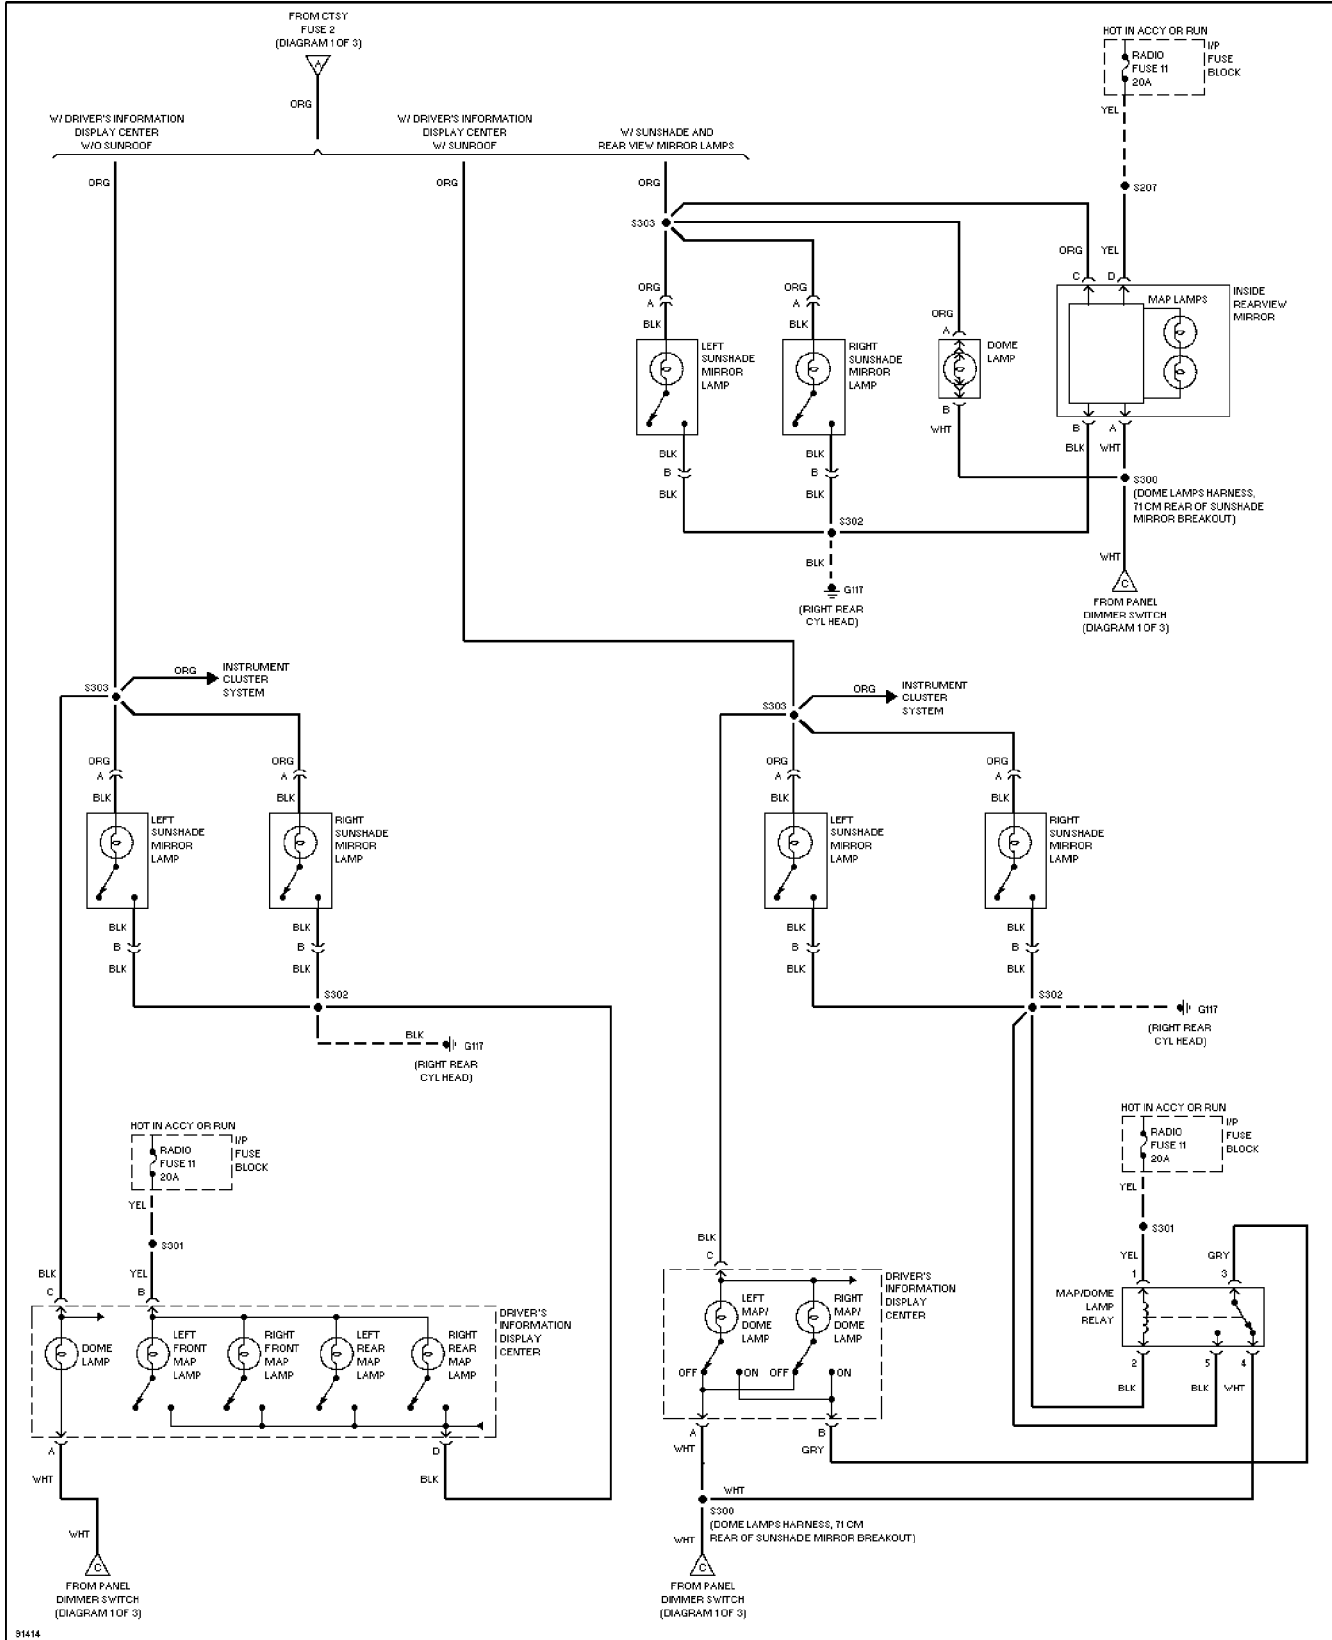 FROM CTSY
FUSE 2
(DIAGRAM 1 OF 3)
A
ORG
HOT IN ACCY OR RUN
RADIO
FUSE 11
20A
I/P
FUSE
BLOCK
YEL
S207
W/ DRIVER'S INFORMATION
DISPLAY CENTER
W/O SUNROOF
W/ DRIVER'S INFORMATION
DISPLAY CENTER
W/ SUNROOF
W/ SUNSHADE AND
REAR VIEW MIRROR LAMPS
ORG
ORG
ORG
S303
ORG
YEL
C
D
ORG
A
BLK
ORG
A
BLK
ORG
A
INSIDE
REARVIEW
MIRROR
MAP LAMPS
LEFT
SUNSHADE
MIRROR
LAMP
RIGHT
SUNSHADE
MIRROR
LAMP
DOME
LAMP
B
WHT
B
A
BLK
WHT
BLK
B
BLK
BLK
B
BLK
S300
(DOME LAMPS HARNESS,
71CM REAR OF SUNSHADE
MIRROR BREAKOUT)
S302
BLK
G117
(RIGHT REAR
CYL HEAD)
WHT
C
FROM PANEL
DIMMER SWITCH
(DIAGRAM 1 OF 3)
S303
ORG
INSTRUMENT
CLUSTER
SYSTEM
S303
ORG
INSTRUMENT
CLUSTER
SYSTEM
ORG
A
BLK
ORG
A
BLK
ORG
A
BLK
ORG
A
BLK
LEFT
SUNSHADE
MIRROR
LAMP
RIGHT
SUNSHADE
MIRROR
LAMP
LEFT
SUNSHADE
MIRROR
LAMP
RIGHT
SUNSHADE
MIRROR
LAMP
BLK
B
BLK
BLK
B
BLK
BLK
B
BLK
BLK
B
BLK
S302
BLK
G117
(RIGHT REAR
CYL HEAD)
S302
G117
(RIGHT REAR
CYL HEAD)
HOT IN ACCY OR RUN
RADIO
FUSE 11
20A
I/P
FUSE
BLOCK
YEL
S301
YEL
B
BLK
C
HOT IN ACCY OR RUN
RADIO
FUSE 11
20A
I/P
FUSE
BLOCK
YEL
S301
YEL
1
GRY
3
BLK
C
DOME
LAMP
LEFT
FRONT
MAP
LAMP
RIGHT
FRONT
MAP
LAMP
LEFT
REAR
MAP
LAMP
RIGHT
REAR
MAP
LAMP
DRIVER'S
INFORMATION
DISPLAY
CENTER
LEFT
MAP/
DOME
LAMP
RIGHT
MAP/
DOME
LAMP
OFF
ON
OFF
ON
DRIVER'S
INFORMATION
DISPLAY
CENTER
MAP/DOME
LAMP
RELAY
2
5
4
BLK
BLK
WHT
A
WHT
D
BLK
A
WHT
B
GRY
WHT
S300
(DOME LAMPS HARNESS, 71 CM
REAR OF SUNSHADE MIRROR BREAKOUT)
WHT
C
FROM PANEL
DIMMER SWITCH
(DIAGRAM 1 OF 3)
WHT
C
FROM PANEL
DIMMER SWITCH
(DIAGRAM 1 OF 3)
91414